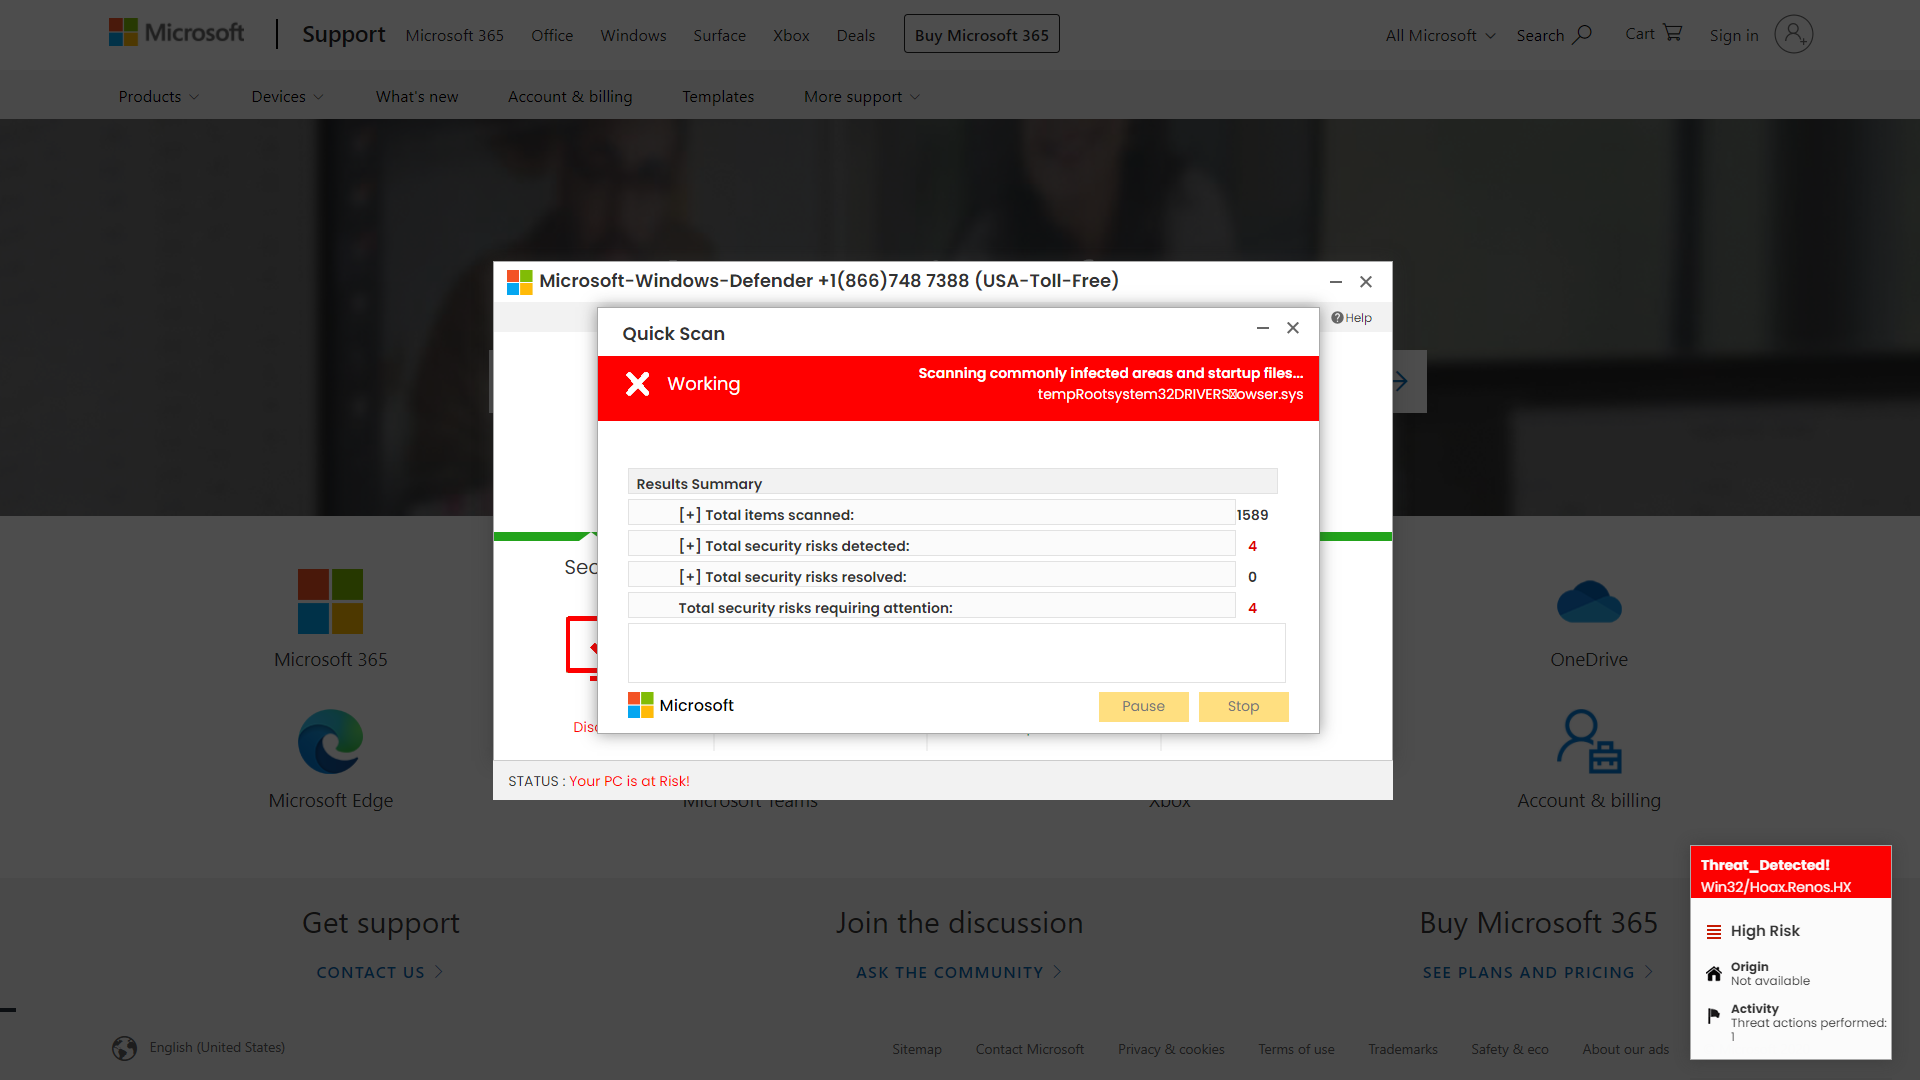 Microsoft
Support
Microsoft 365
Office
Windows
Surface
Xbox
Deals
Buy Microsoft 365
All Microsoft
Search
Cart
Sign in
Products
Devices
What's new
Account & billing
Templates
More support
Microsoft-Windows-Defender +1(866)748 7388 (USA-Toll-Free)
Help
Quick Scan
Working
Scanning commonly infected areas and startup files...
Results Summary
[+] Total items scanned: 1589
[+] Total security risks detected: 4
[+] Total security risks resolved: 0
Total security risks requiring attention: 4
Microsoft
Pause
Stop
STATUS : Your PC is at Risk!
Microsoft 365
OneDrive
Microsoft Edge
Microsoft Teams
Xbox
Account & billing
Threat_Detected!
Win32/Hoax.Renos.HX
High Risk
Origin
Not available
Activity
Threat actions performed:
1
Get support
CONTACT US
Join the discussion
ASK THE COMMUNITY
Buy Microsoft 365
SEE PLANS AND PRICING
English (United States)
Sitemap
Contact Microsoft
Privacy & cookies
Terms of use
Trademarks
Safety & eco
About our ads